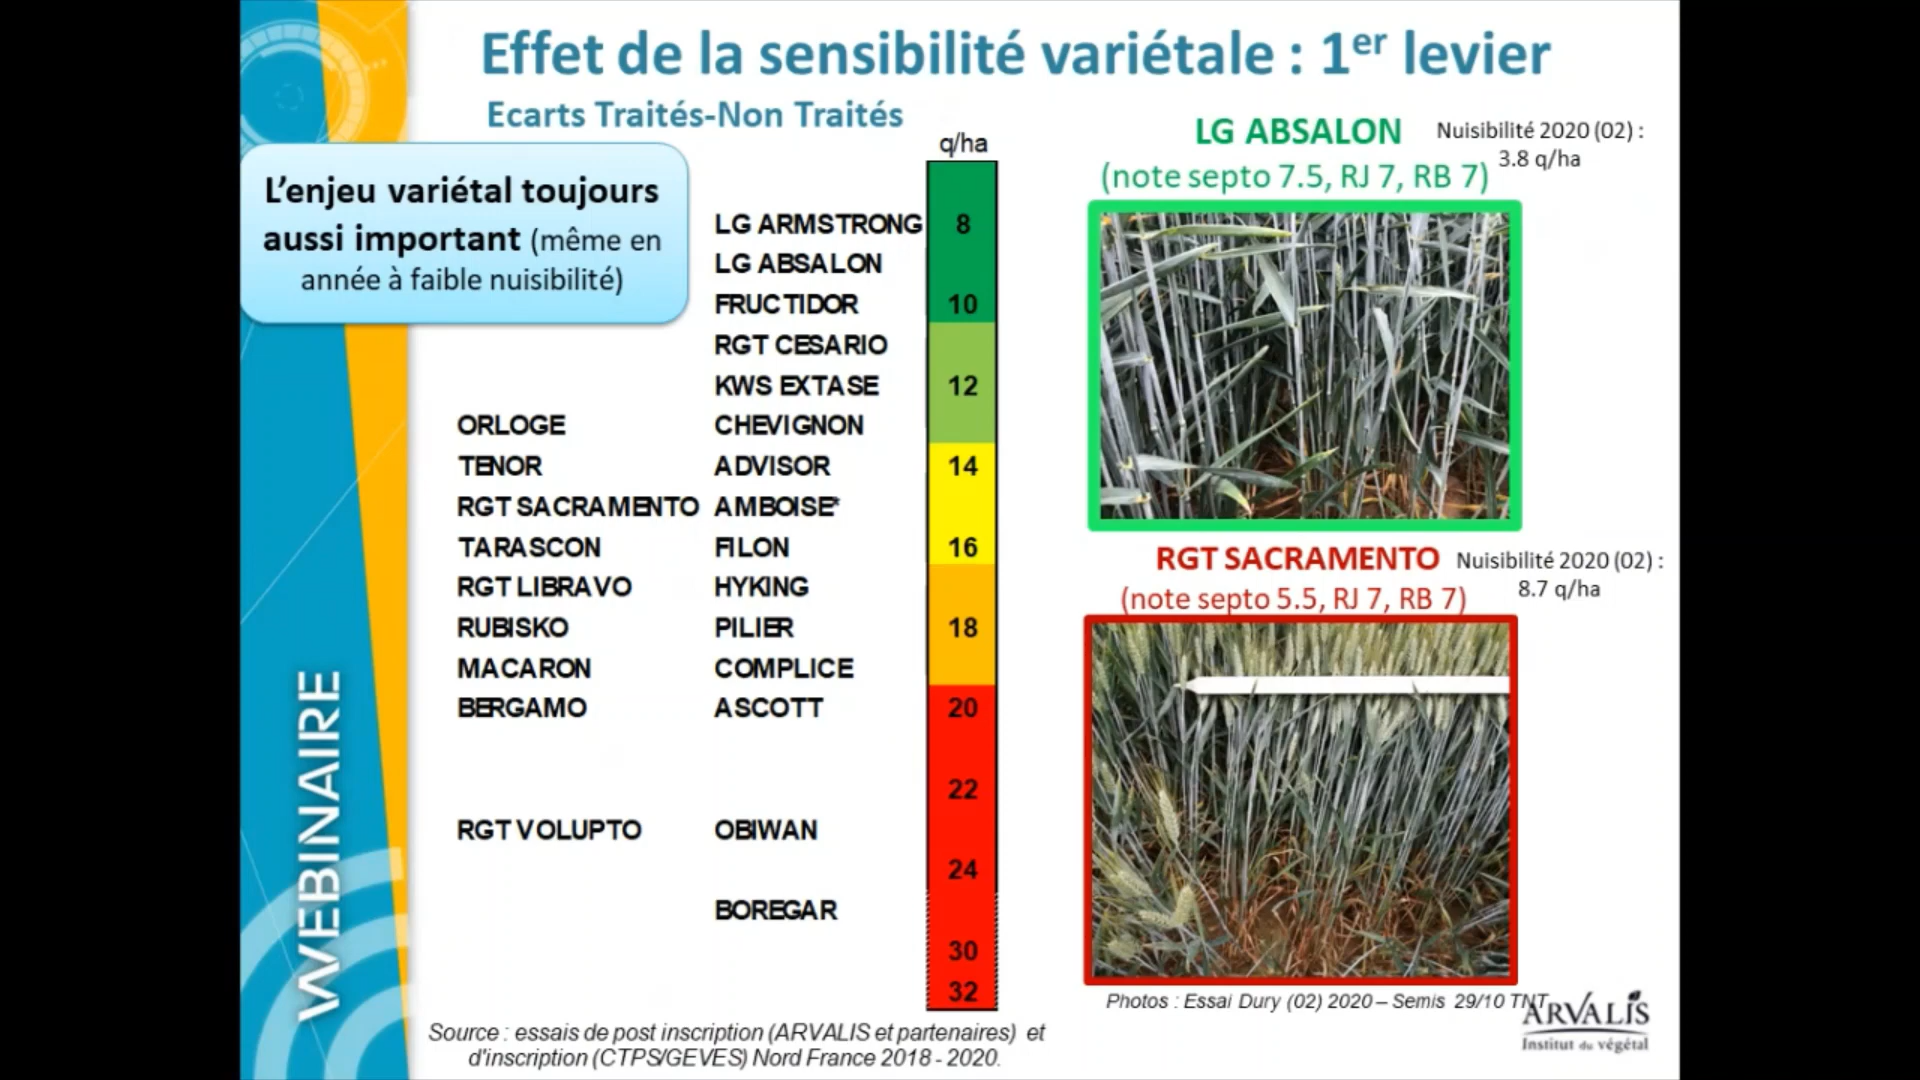 Effet de la sensibilité variétale : 1er levier
Ecarts Traités-Non Traités
L'enjeu variétal toujours
aussi important (même en
année à faible nuisibilité)
q/ha
LG ARMSTRONG 8
LG ABSALON
FRUCTIDOR 10
RGT CESARIO
KWS EXTASE 12
ORLOGE CHEVIGNON
TENOR ADVISOR 14
RGT SACRAMENTO AMBOISE*
TARASCON FILON 16
RGT LIBRAVO HYKING
RUBISKO PILIER 18
MACARON COMPLICE
BERGAMO ASCOTT 20
22
RGT VOLUPTO OBIWAN
24
BOREGAR
30
32
Source : essais de post inscription (ARVALIS et partenaires) et
d'inscription (CTPS/GEVES) Nord France 2018 - 2020.
LG ABSALON
(note septo 7.5, RJ 7, RB 7)
Nuisibilité 2020 (02) :
3.8 q/ha
RGT SACRAMENTO
(note septo 5.5, RJ 7, RB 7)
Nuisibilité 2020 (02) :
8.7 q/ha
Photos : Essai Dury (02) 2020 – Semis 29/10 TNT
ARVALIS
Institut du végétal
WEBINAIRE